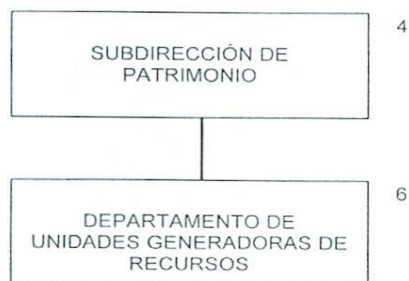 4
SUBDIRECCIÓN DE
PATRIMONIO
6
DEPARTAMENTO DE
UNIDADES GENERADORAS DE
RECURSOS